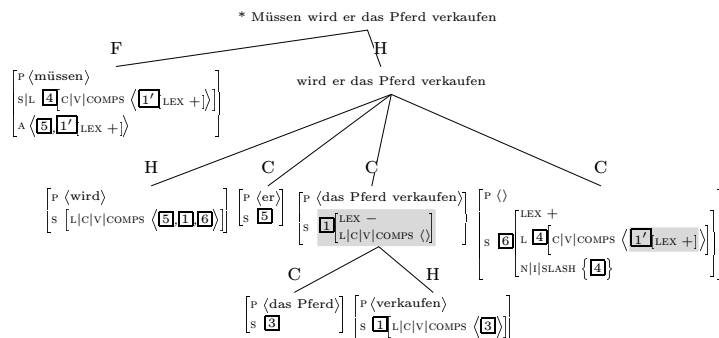 * Müssen wird er das Pferd verkaufen
F H
P ⟨müssen⟩
S|L 4[C|V|COMPS ⟨1′[LEX +]⟩]
A ⟨5,1′[LEX +]⟩
wird er das Pferd verkaufen
H C C C
P ⟨wird⟩
S [L|C|V|COMPS ⟨5,1,6⟩]
P ⟨er⟩
S 5
P ⟨das Pferd verkaufen⟩
S 1[LEX −
L|C|V|COMPS ⟨⟩]
P ⟨⟩
S 6[LEX +
L 4[C|V|COMPS ⟨1′[LEX +]⟩]
N|I|SLASH {4}]
C H
P ⟨das Pferd⟩
S 3
P ⟨verkaufen⟩
S 1[L|C|V|COMPS ⟨3⟩]